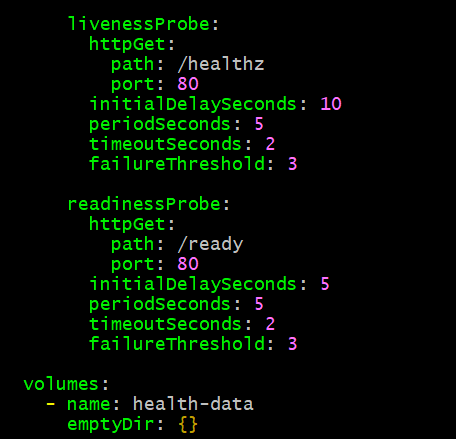 livenessProbe:
  httpGet:
    path: /healthz
    port: 80
  initialDelaySeconds: 10
  periodSeconds: 5
  timeoutSeconds: 2
  failureThreshold: 3

readinessProbe:
  httpGet:
    path: /ready
    port: 80
  initialDelaySeconds: 5
  periodSeconds: 5
  timeoutSeconds: 2
  failureThreshold: 3

volumes:
  - name: health-data
    emptyDir: {}